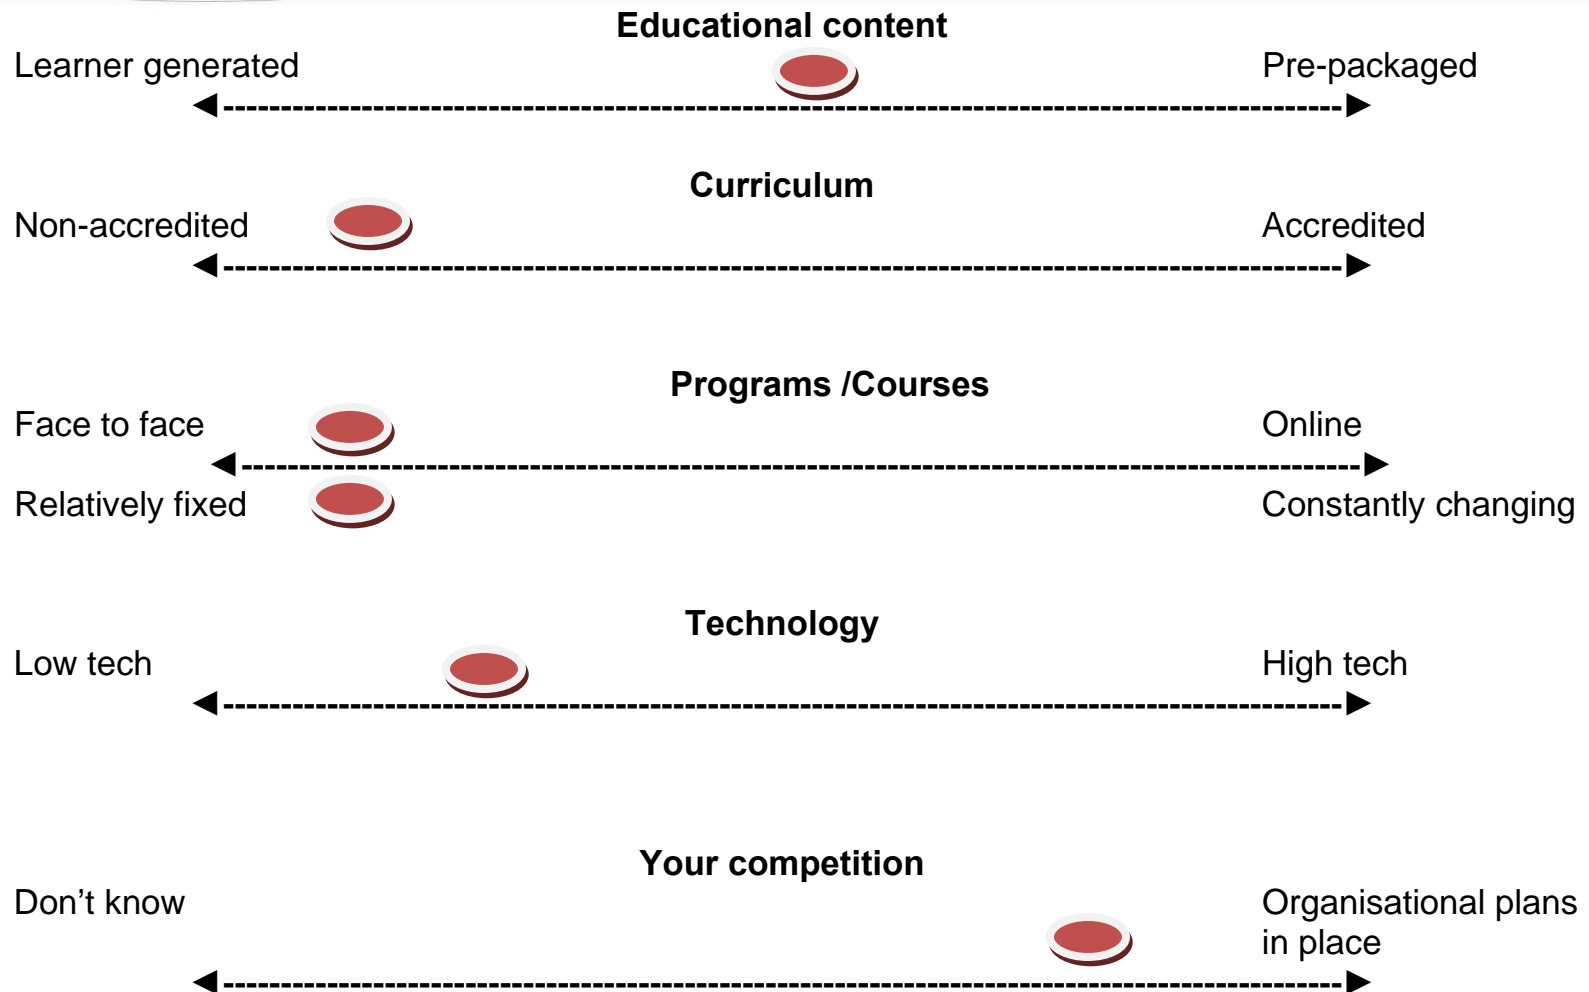 Educational content
Learner generated
Pre-packaged
Curriculum
Non-accredited
Accredited
Programs /Courses
Face to face
Online
Relatively fixed
Constantly changing
Technology
Low tech
High tech
Your competition
Don’t know
Organisational plans
in place